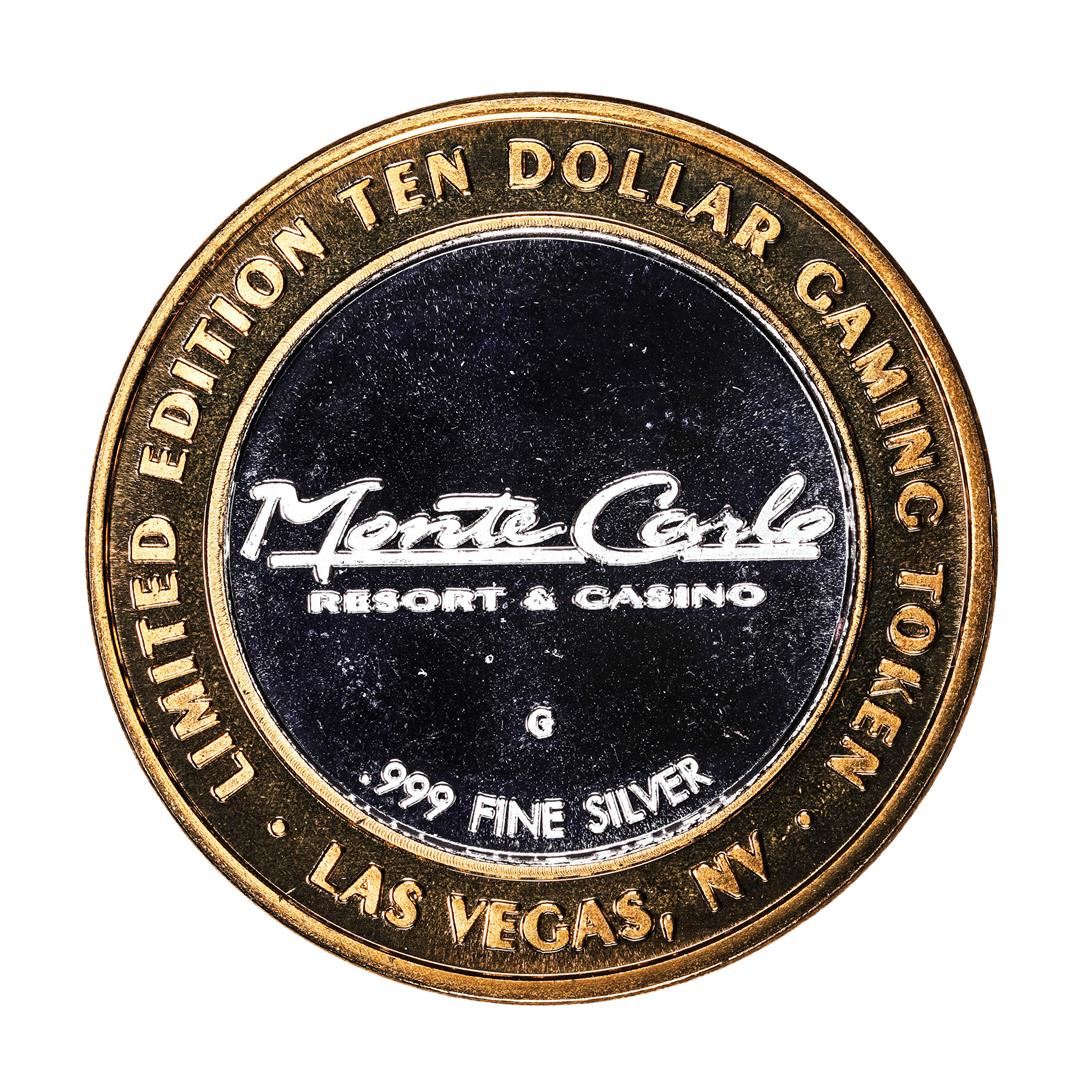 LIMITED EDITION TEN DOLLAR GAMING TOKEN
Monte Carlo
RESORT & CASINO
G
.999 FINE SILVER
• LAS VEGAS, NV •